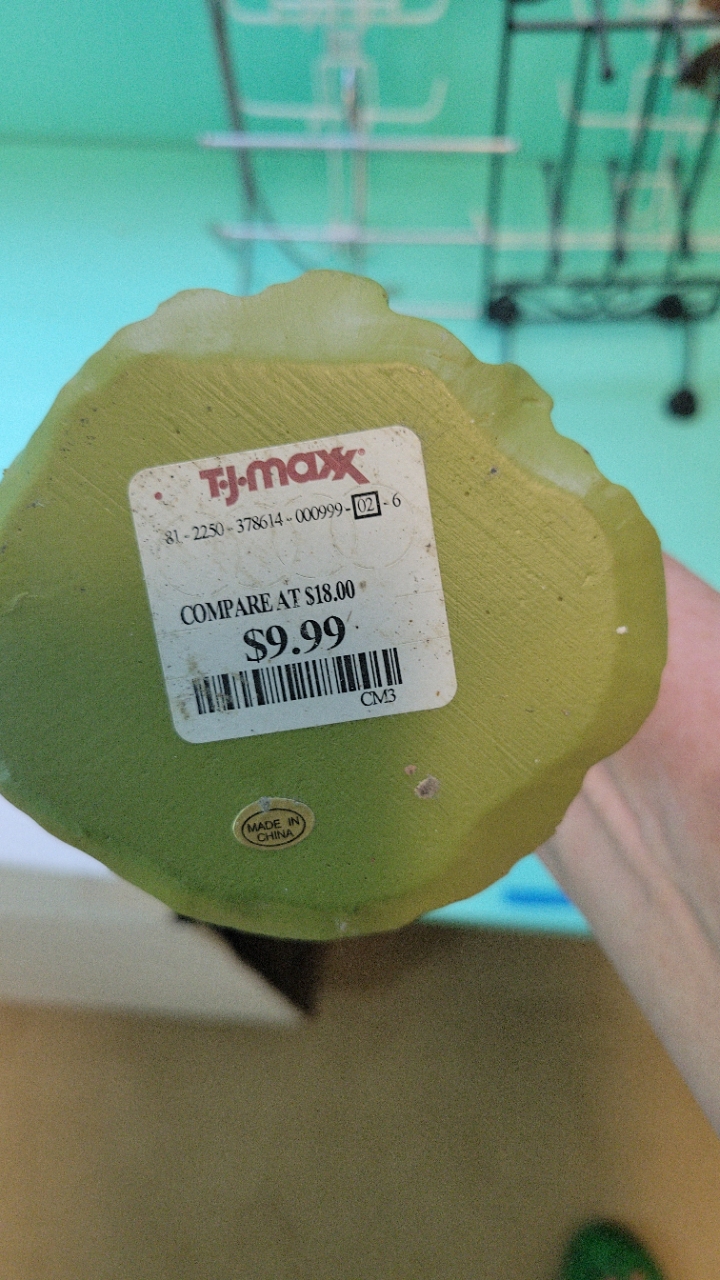 T·J·maxx
81 - 2250 - 378614 - 000999 - 02 - 6
COMPARE AT $18.00
$9.99
CM3
MADE IN
CHINA